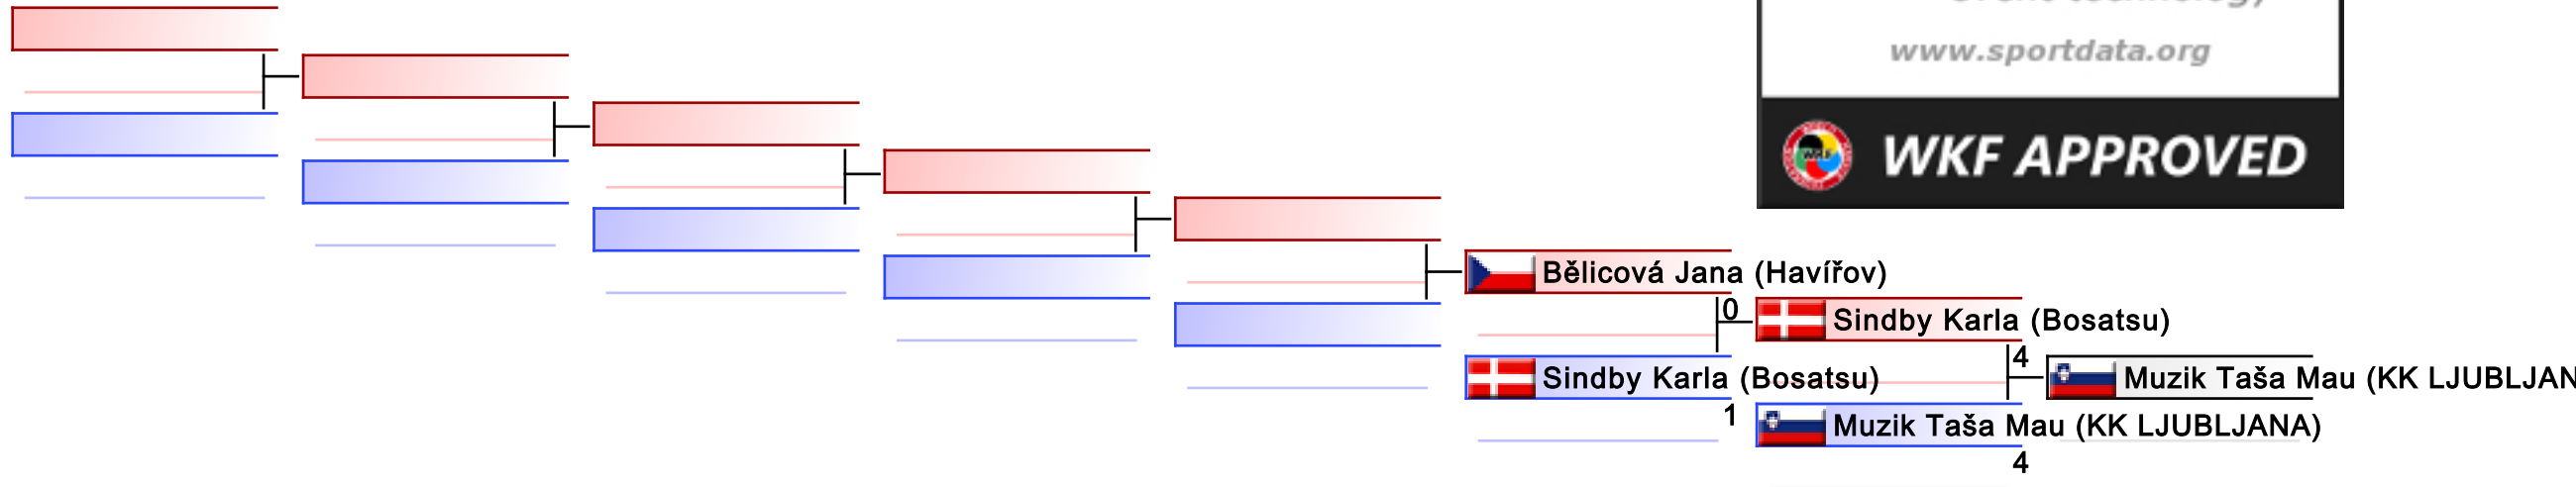 www.sportdata.org
WKF APPROVED
Bělicová Jana (Havířov)
0
Sindby Karla (Bosatsu)
Sindby Karla (Bosatsu)
1
4
Muzik Taša Mau (KK LJUBLJAN
Muzik Taša Mau (KK LJUBLJANA)
4